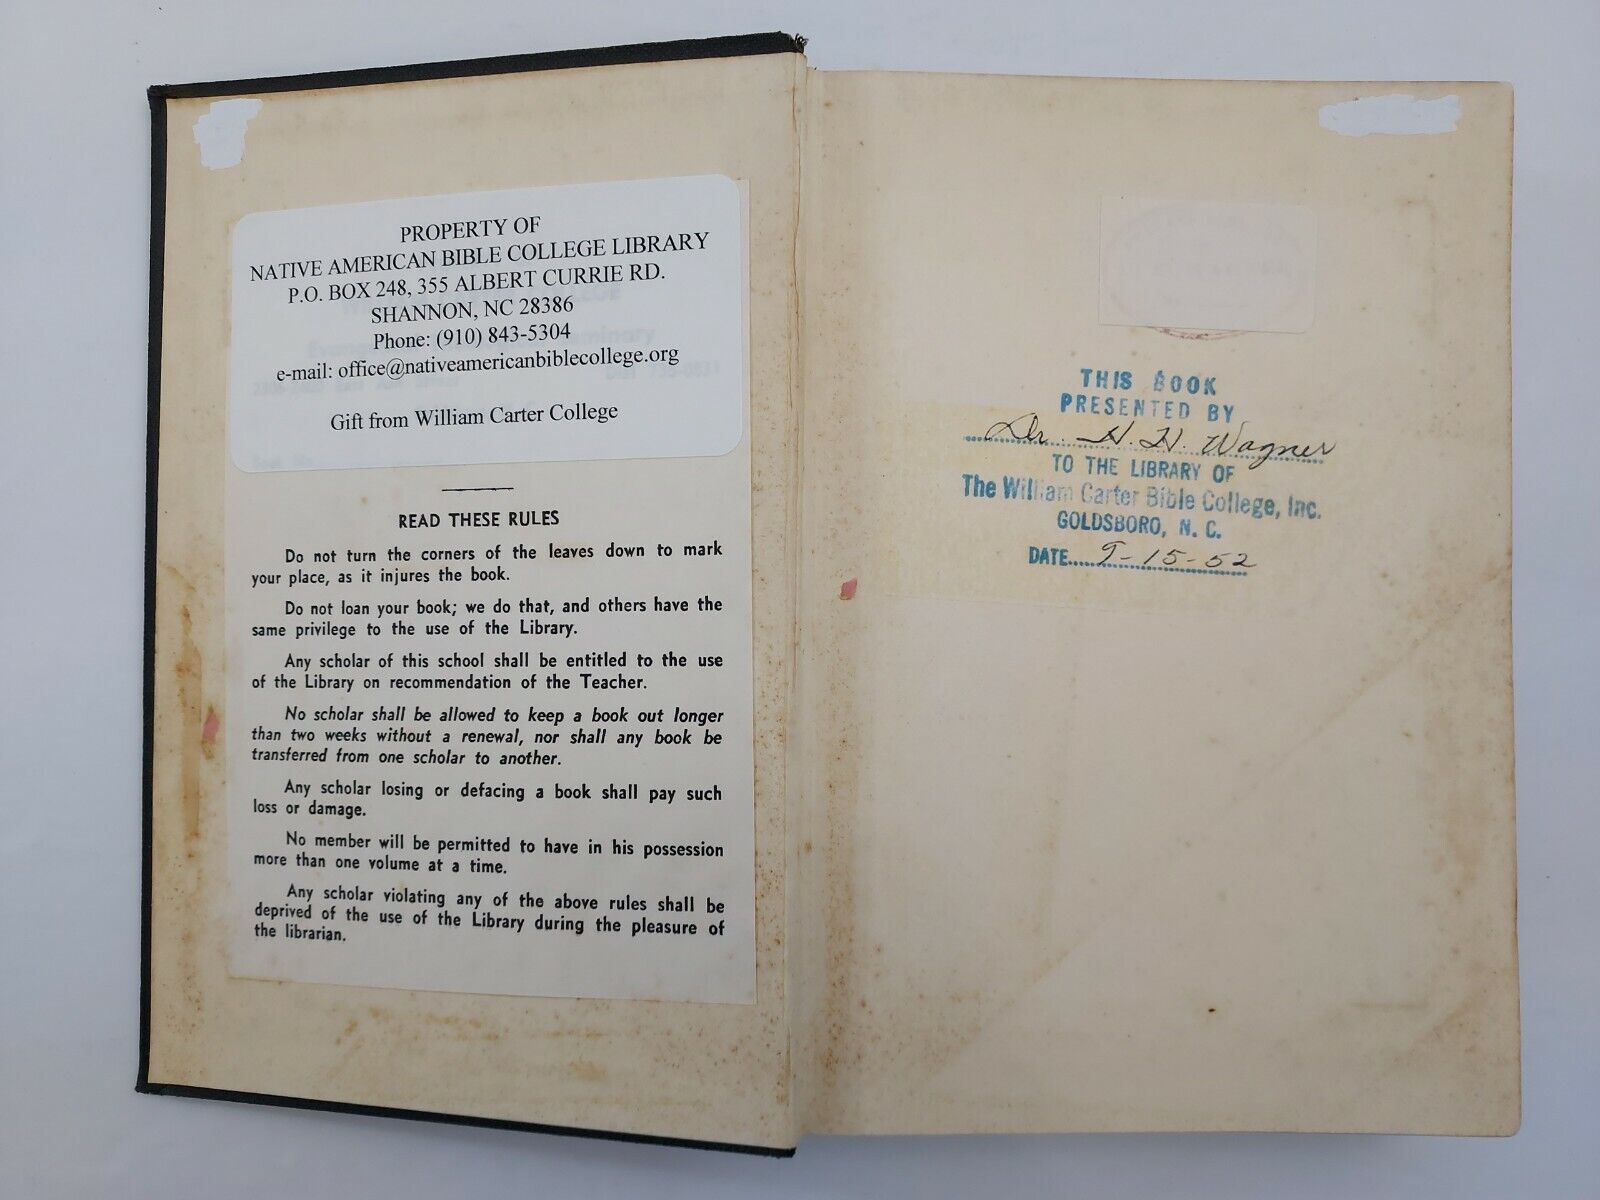 PROPERTY OF
NATIVE AMERICAN BIBLE COLLEGE LIBRARY
P.O. BOX 248, 355 ALBERT CURRIE RD.
SHANNON, NC 28386
Phone: (910) 843-5304
e-mail: office@nativeamericanbiblecollege.org
Gift from William Carter College
READ THESE RULES
Do not turn the corners of the leaves down to mark
your place, as it injures the book.
Do not loan your book; we do that, and others have the
same privilege to the use of the Library.
Any scholar of this school shall be entitled to the use
of the Library on recommendation of the Teacher.
No scholar shall be allowed to keep a book out longer
than two weeks without a renewal, nor shall any book be
transferred from one scholar to another.
Any scholar losing or defacing a book shall pay such
loss or damage.
No member will be permitted to have in his possession
more than one volume at a time.
Any scholar violating any of the above rules shall be
deprived of the use of the Library during the pleasure of
the librarian.
THIS BOOK
PRESENTED BY
Dr. H. H. Wagner
TO THE LIBRARY OF
The William Carter Bible College, Inc.
GOLDSBORO, N. C.
DATE 9-15-52